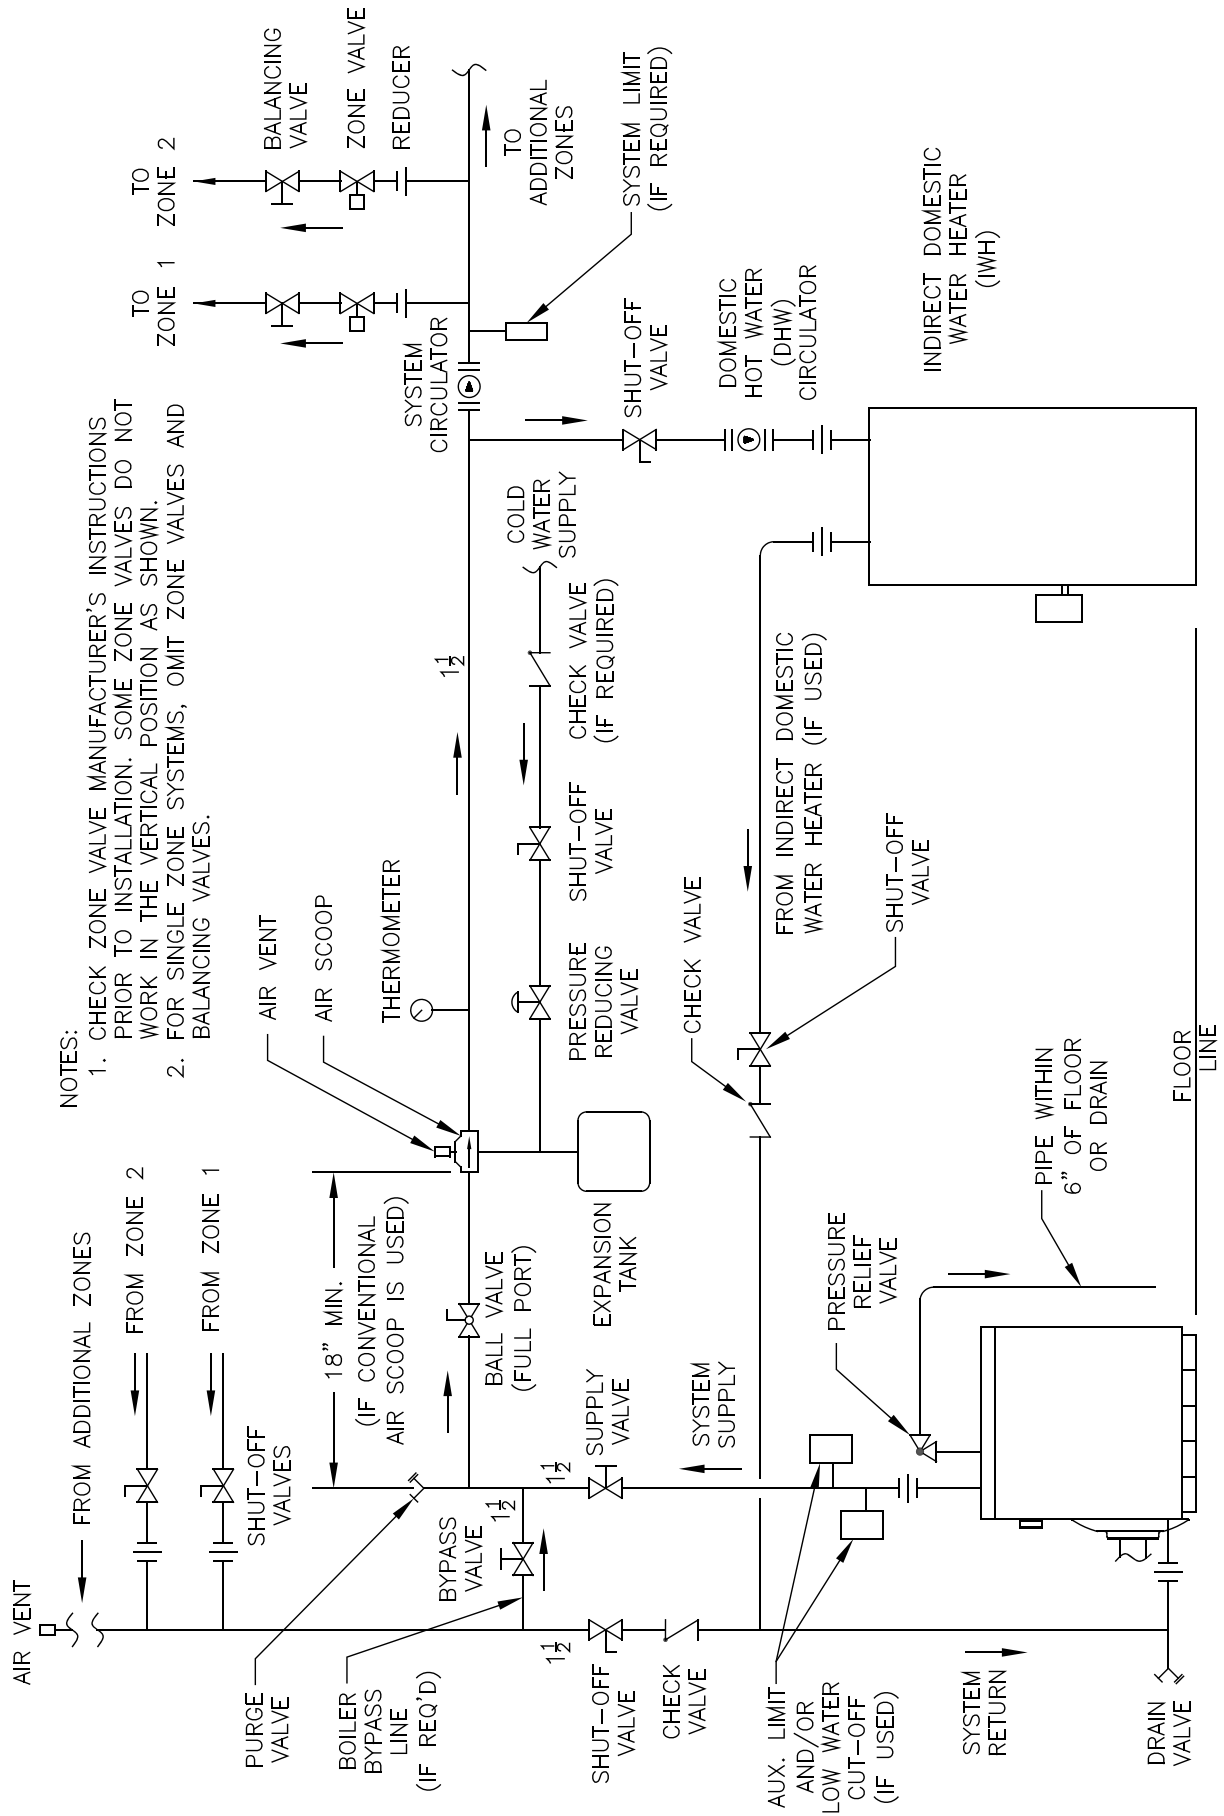 NOTES:
1. CHECK ZONE VALVE MANUFACTURER'S INSTRUCTIONS
PRIOR TO INSTALLATION. SOME ZONE VALVES DO NOT
WORK IN THE VERTICAL POSITION AS SHOWN.
2. FOR SINGLE ZONE SYSTEMS, OMIT ZONE VALVES AND
BALANCING VALVES.
AIR VENT
FROM ADDITIONAL ZONES
FROM ZONE 2
FROM ZONE 1
SHUT-OFF
VALVES
PURGE
VALVE
BOILER
BYPASS
LINE
(IF REQ'D)
BYPASS
VALVE
1 1/2
1 1/2
1 1/2
18" MIN.
(IF CONVENTIONAL
AIR SCOOP IS USED)
AIR VENT
AIR SCOOP
THERMOMETER
BALL VALVE
(FULL PORT)
1 1/2
SYSTEM
CIRCULATOR
TO
ZONE 1
TO
ZONE 2
BALANCING
VALVE
ZONE VALVE
REDUCER
TO
ADDITIONAL
ZONES
SYSTEM LIMIT
(IF REQUIRED)
COLD
WATER
SUPPLY
CHECK VALVE
(IF REQUIRED)
SHUT-OFF
VALVE
PRESSURE
REDUCING
VALVE
EXPANSION
TANK
SUPPLY
VALVE
SHUT-OFF
VALVE
CHECK
VALVE
SYSTEM
SUPPLY
CHECK VALVE
FROM INDIRECT DOMESTIC
WATER HEATER (IF USED)
SHUT-OFF
VALVE
SHUT-OFF
VALVE
DOMESTIC
HOT WATER
(DHW)
CIRCULATOR
INDIRECT DOMESTIC
WATER HEATER
(IWH)
AUX. LIMIT
AND/OR
LOW WATER
CUT-OFF
(IF USED)
PRESSURE
RELIEF
VALVE
SYSTEM
RETURN
PIPE WITHIN
6" OF FLOOR
OR DRAIN
DRAIN
VALVE
FLOOR
LINE